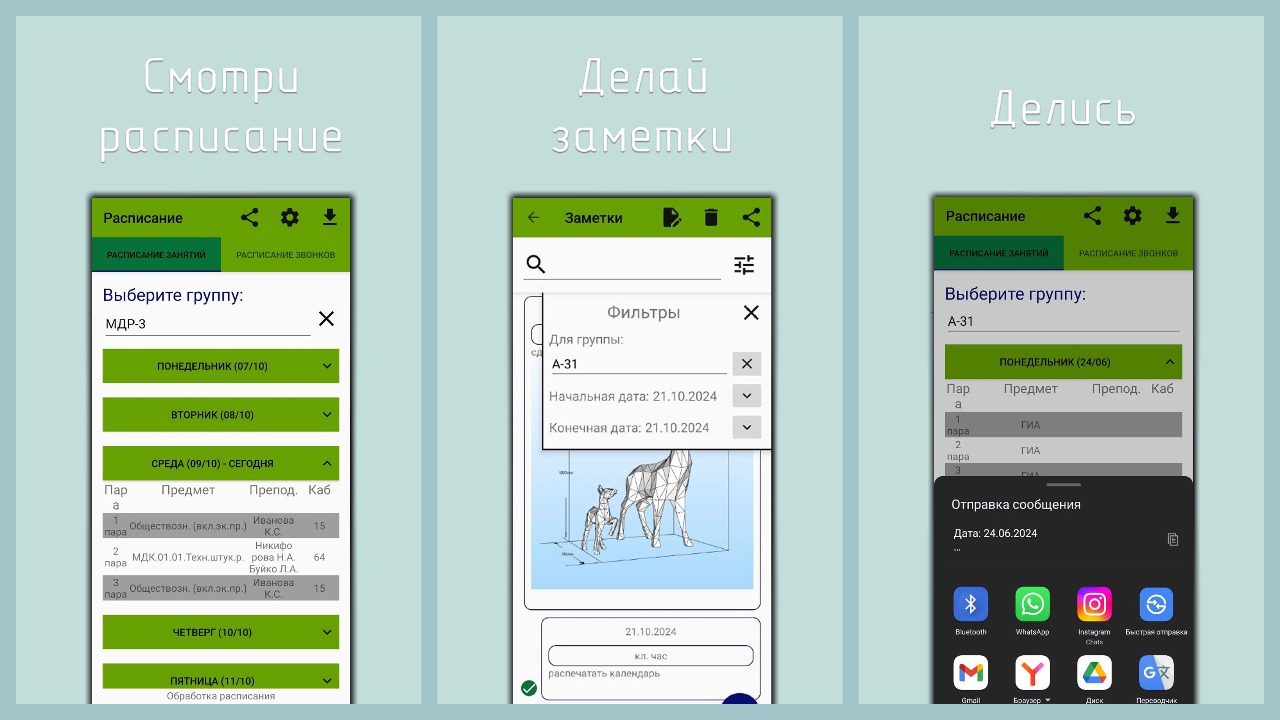 Смотри
расписание
Расписание
РАСПИСАНИЕ ЗАНЯТИЙ
РАСПИСАНИЕ ЗВОНКОВ
Выберите группу:
МДР-3
ПОНЕДЕЛЬНИК (07/10)
ВТОРНИК (08/10)
СРЕДА (09/10) - СЕГОДНЯ
Пар
а
Предмет
Препод.
Каб
1
пара
Обществозн. (вкл.эк.пр.)
Иванова
К.С.
15
2
пара
МДК.01.01.Техн.штук.р.
Никифо
рова Н.А.
Буйко Л.А.
64
3
пара
Обществозн. (вкл.эк.пр.)
Иванова
К.С.
15
ЧЕТВЕРГ (10/10)
ПЯТНИЦА (11/10)
Обработка расписания
Делай
заметки
Заметки
Фильтры
Для группы:
А-31
Начальная дата: 21.10.2024
Конечная дата: 21.10.2024
сд
21.10.2024
кл. час
распечатать календарь
Делись
Расписание
РАСПИСАНИЕ ЗАНЯТИЙ
РАСПИСАНИЕ ЗВОНКОВ
Выберите группу:
А-31
ПОНЕДЕЛЬНИК (24/06)
Пар
а
Предмет
Препод.
Каб
1
пара
ГИА
2
пара
ГИА
3
ГИА
Отправка сообщения
Дата: 24.06.2024
...
Bluetooth
WhatsApp
Instagram
Chats
Быстрая отправка
Gmail
Браузер
Диск
Переводчик